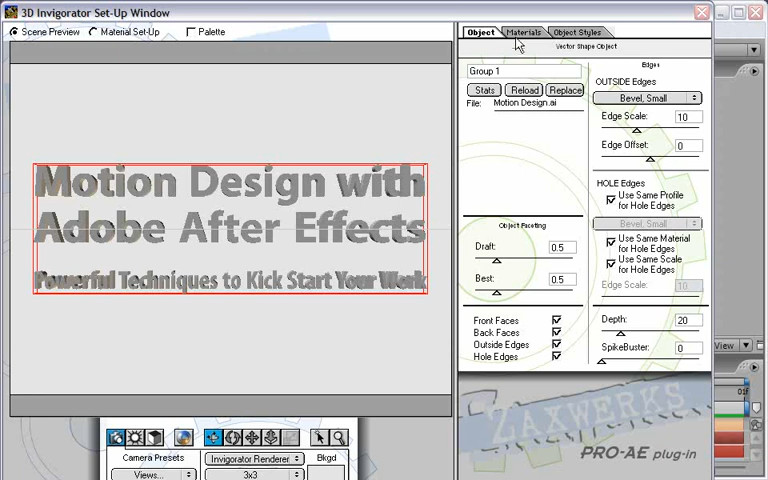 3D Invigorator Set-Up Window
Scene Preview
Material Set-Up
Palette
Object
Materials
Object Styles
Vector Shape Object
Group 1
Stats
Reload
Replace
File:
Motion Design.ai
Edges
OUTSIDE Edges
Bevel, Small
Edge Scale:
10
Edge Offset:
0
HOLE Edges
Use Same Profile
for Hole Edges
Bevel, Small
Use Same Material
for Hole Edges
Use Same Scale
for Hole Edges
Edge Scale:
10
Object Faceting
Draft:
0.5
Best:
0.5
Front Faces
Back Faces
Outside Edges
Hole Edges
Depth:
20
SpikeBuster:
0
Motion Design with
Adobe After Effects
Powerful Techniques to Kick Start Your Work
ZAXWERKS
PRO-AE plug-in
Camera Presets
Views...
Invigorator Renderer
3x3
Bkgd
View
01F